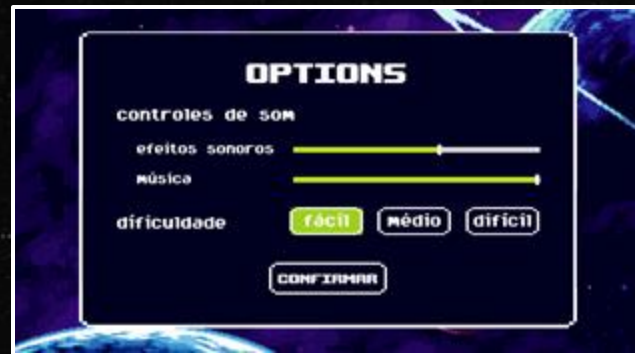 OPTIONS
controles de som
efeitos sonoros
música
dificuldade fácil médio difícil
CONFIRMAR